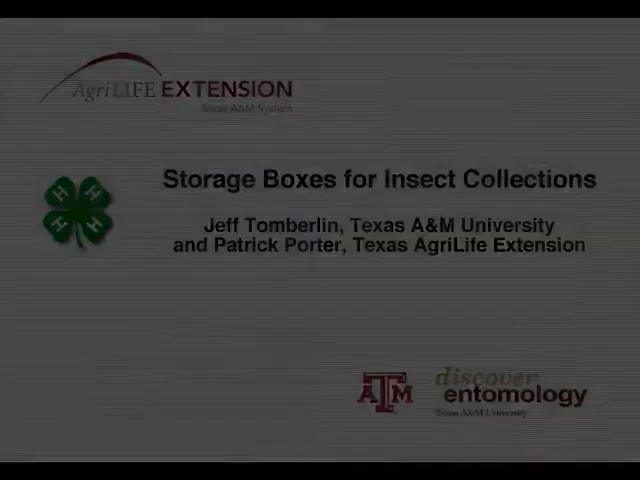 AgriLIFE EXTENSION
Texas A&M System
H H
H H
Storage Boxes for Insect Collections
Jeff Tomberlin, Texas A&M University
and Patrick Porter, Texas AgriLife Extension
ATM
discover
entomology
Texas A&M University